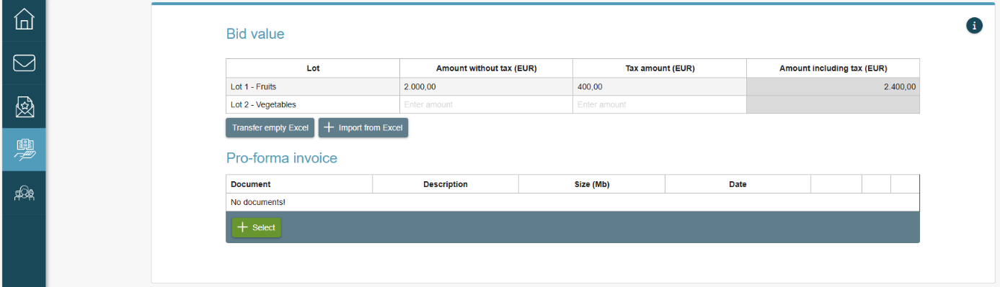 i
Bid value
Lot Amount without tax (EUR) Tax amount (EUR) Amount including tax (EUR)
Lot 1 - Fruits 2.000,00 400,00 2.400,00
Lot 2 - Vegetables Enter amount Enter amount
Transfer empty Excel + Import from Excel
Pro-forma invoice
Document Description Size (Mb) Date
No documents!
+ Select